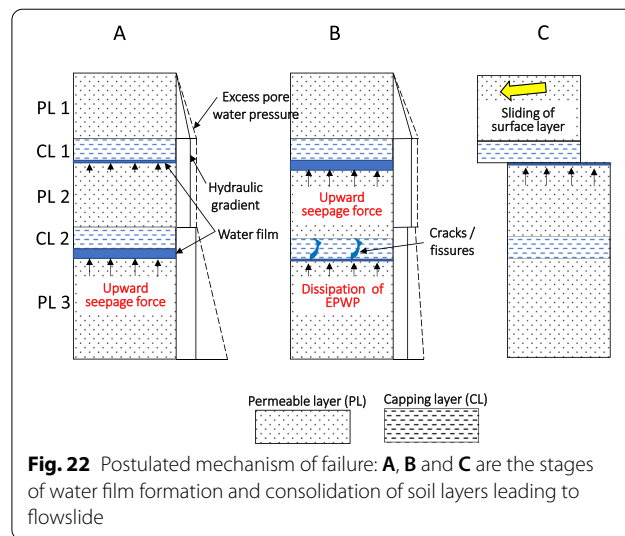 A
B
C
PL 1
CL 1
PL 2
CL 2
PL 3
Excess pore
water pressure
Hydraulic
gradient
Water film
Upward
seepage force
Upward
seepage force
Cracks /
fissures
Dissipation of
EPWP
Sliding of
surface layer
Permeable layer (PL)
Capping layer (CL)
Fig. 22 Postulated mechanism of failure: A, B and C are the stages
of water film formation and consolidation of soil layers leading to
flowslide